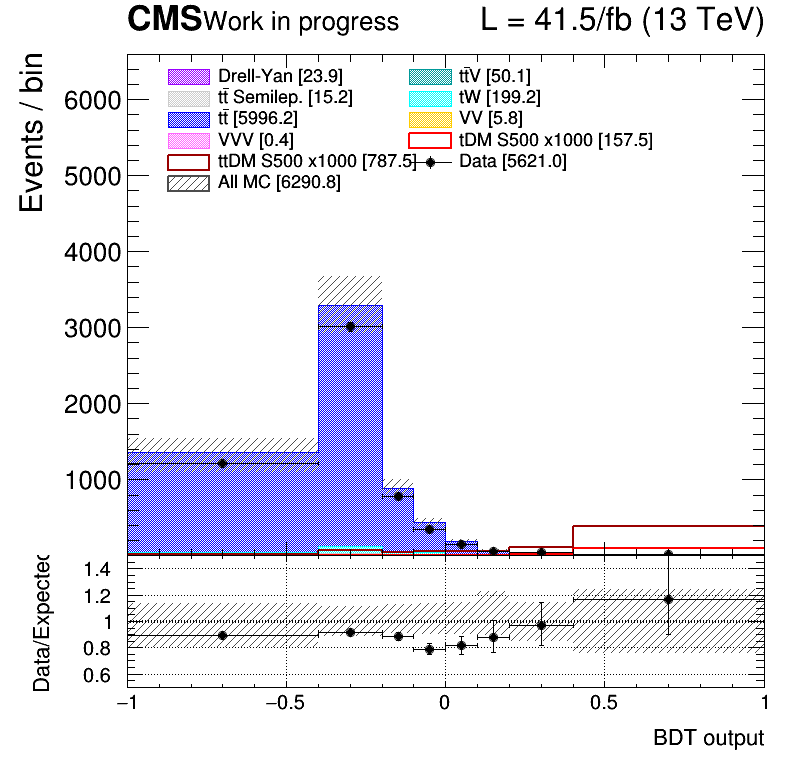 CMS Work in progress L = 41.5/fb (13 TeV)
Events / bin
6000
5000
4000
3000
2000
1000
Drell-Yan [23.9] tt̄V [50.1]
tt̄ Semilep. [15.2] tW [199.2]
tt̄ [5996.2] VV [5.8]
VVV [0.4] tDM S500 x1000 [157.5]
ttDM S500 x1000 [787.5] Data [5621.0]
All MC [6290.8]
Data/Expected
1.4
1.2
1
0.8
0.6
−1 −0.5 0 0.5 1
BDT output